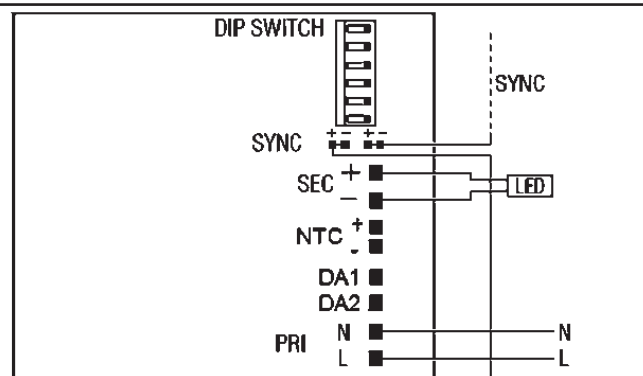 DIP SWITCH
SYNC
+ - + -
SYNC
SEC +
LED
-
NTC +
-
DA1
DA2
PRI N N
L L